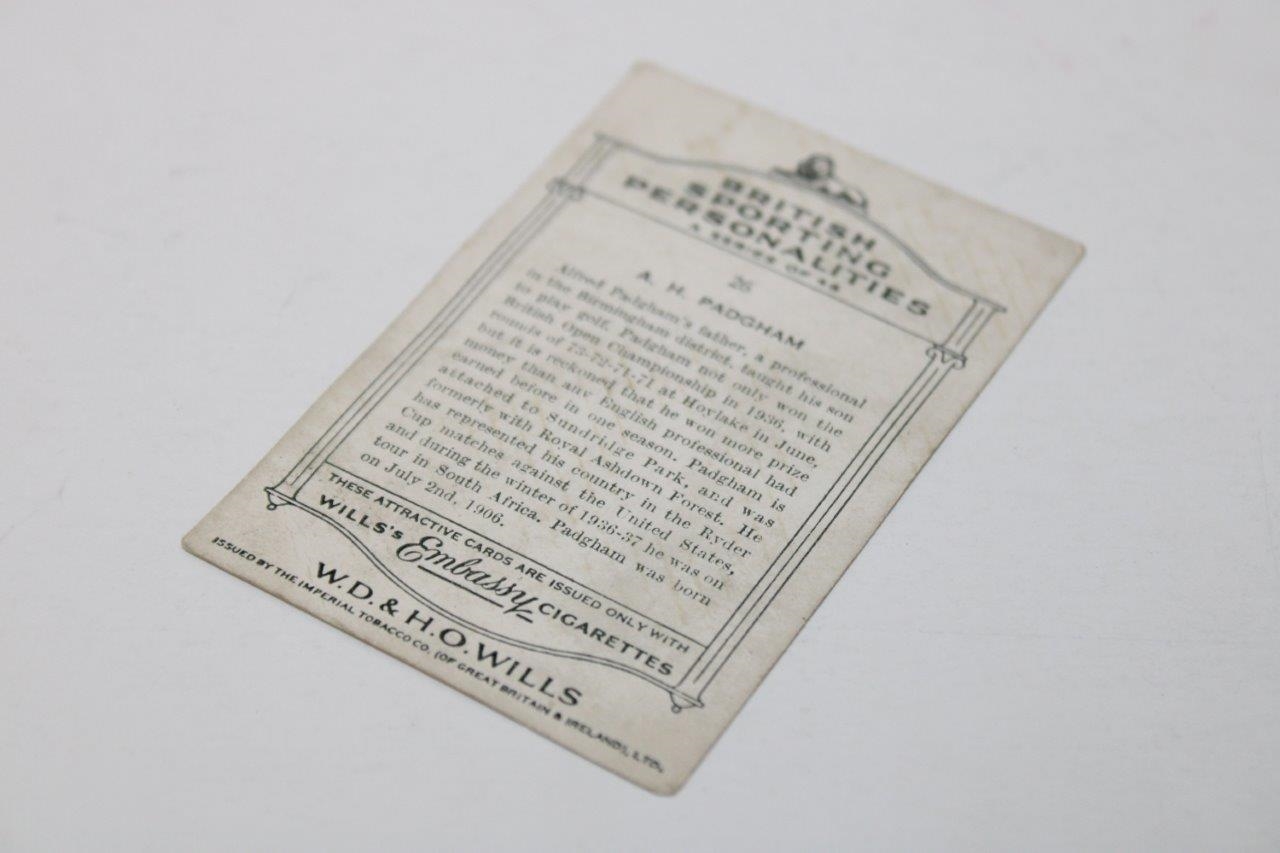 BRITISH
SPORTING
PERSONALITIES
A SERIES OF 48
26
A. H. PADGHAM
Alfred Padgham's father, a professional
in the Birmingham district, taught his son
to play golf. Padgham not only won the
British Open Championship in 1936, with
rounds of 73-72-71-71 at Hoylake in June,
but it is reckoned that he won more prize
money than any English professional had
earned before in one season. Padgham is
attached to Sundridge Park, and was
formerly with Royal Ashdown Forest. He
has represented his country in the Ryder
Cup matches against the United States,
and during the winter of 1936-37 he was on
tour in South Africa. Padgham was born
on July 2nd, 1906.
THESE ATTRACTIVE CARDS ARE ISSUED ONLY WITH
WILLS'S Embassy CIGARETTES
W.D. & H.O. WILLS
ISSUED BY THE IMPERIAL TOBACCO CO. (OF GREAT BRITAIN & IRELAND), LTD.